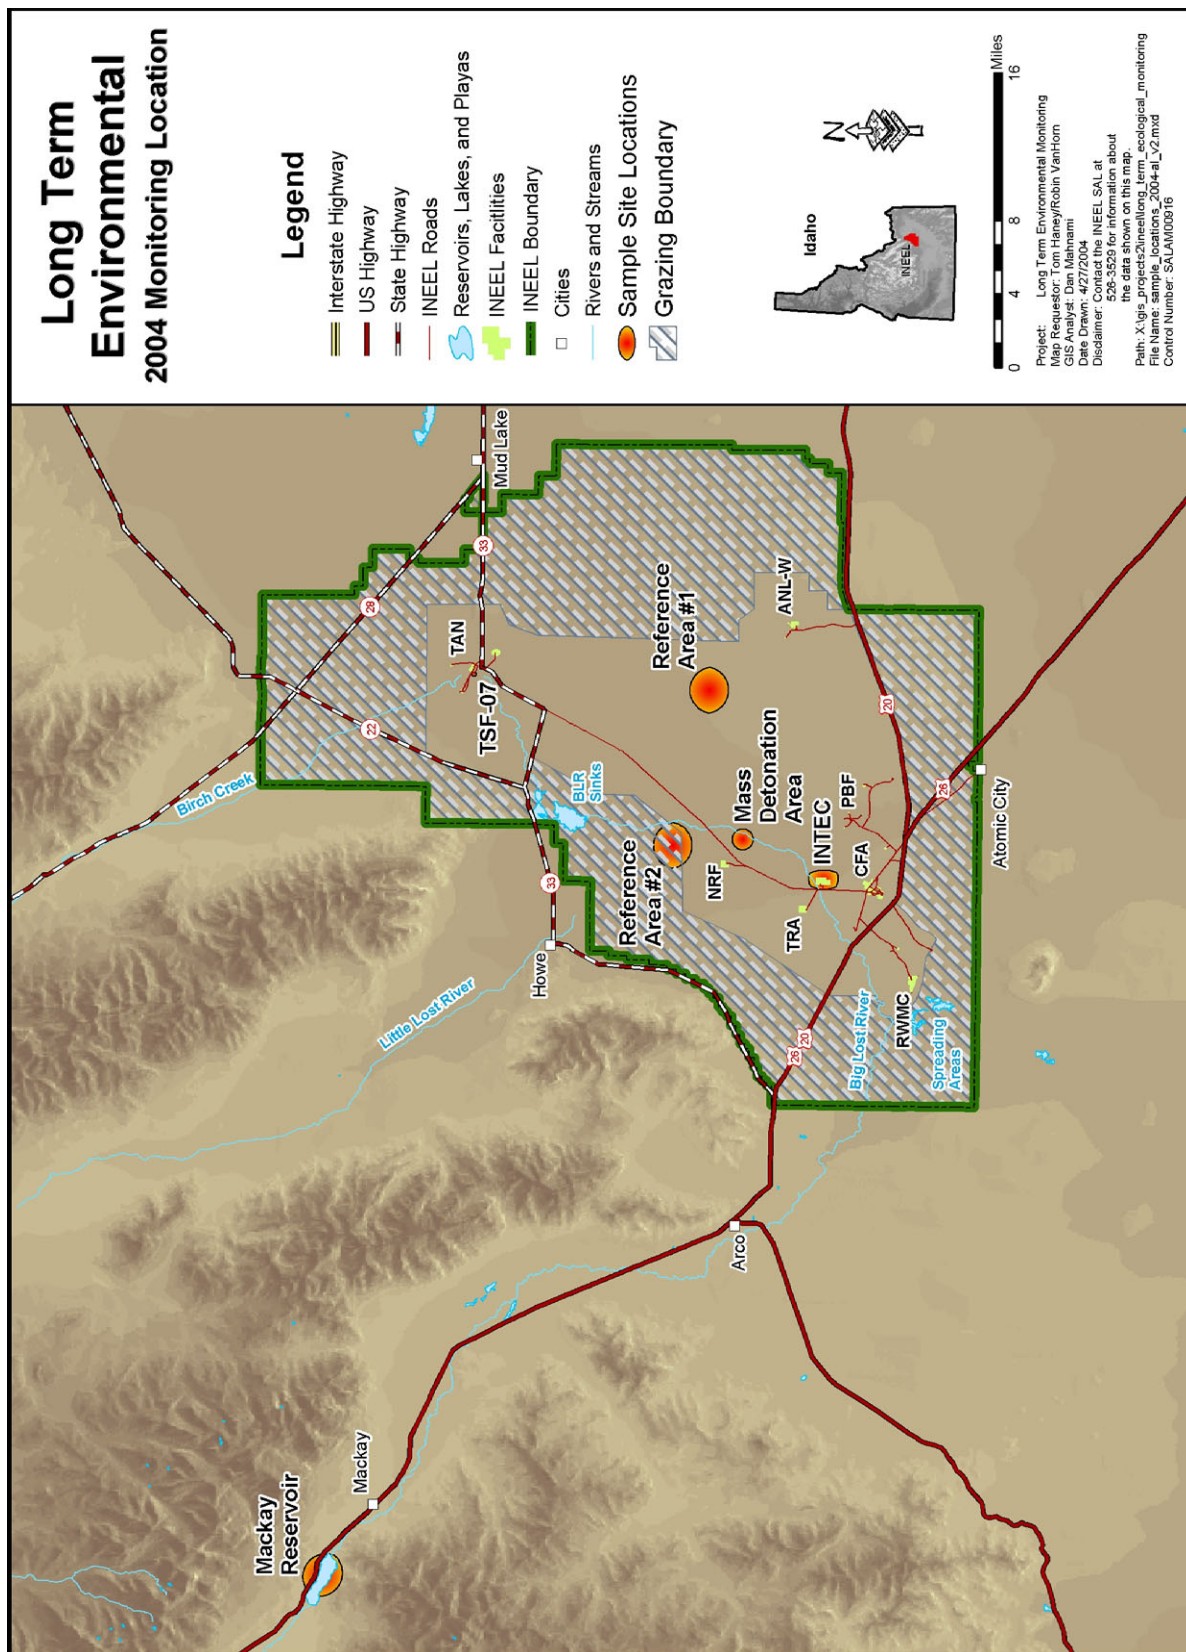 Long Term
Environmental
2004 Monitoring Location
Legend
Interstate Highway
US Highway
State Highway
INEEL Roads
Reservoirs, Lakes, and Playas
INEEL Facitlities
INEEL Boundary
Cities
Rivers and Streams
Sample Site Locations
Grazing Boundary
Idaho
INEEL
N
0
4
8
16
Miles
Project: Long Term Environmental Monitoring
Map Requestor: Tom Haney/Robin VanHorn
GIS Analyst: Dan Mahnami
Date Drawn: 4/27/2004
Disclaimer: Contact the INEEL SAL at
526-3529 for information about
the data shown on this map.
Path: X:\gis_projects2\ineel\long_term_ecological_monitoring
File Name: sample_locations_2004-al_v2.mxd
Control Number: SALAM00916
Mackay
Reservoir
Mackay
Arco
Little Lost River
Birch Creek
Howe
33
22
28
33
Mud Lake
TAN
TSF-07
BLR
Sinks
Reference
Area #2
Reference
Area #1
Mass
Detonation
Area
NRF
INTEC
TRA
CFA
PBF
ANL-W
20
26
20
26
Big Lost River
RWMC
Spreading
Areas
Atomic City